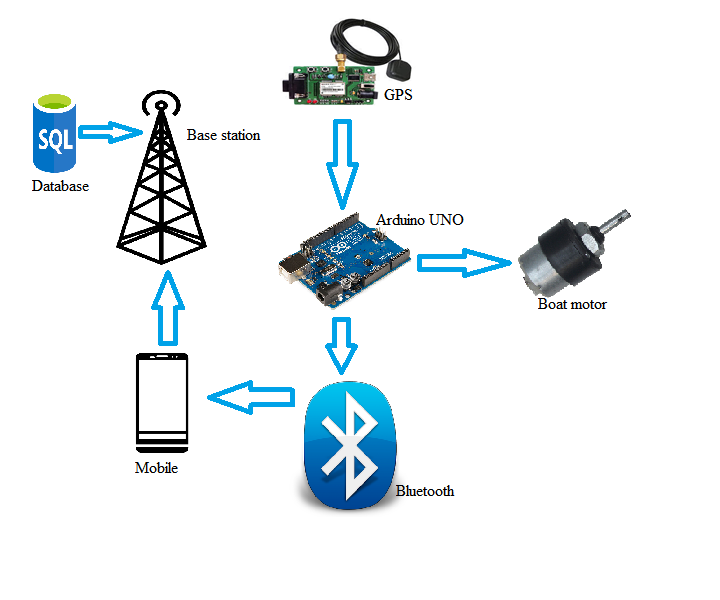 GPS
SQL
Base station
Database
Arduino UNO
Boat motor
Mobile
Bluetooth